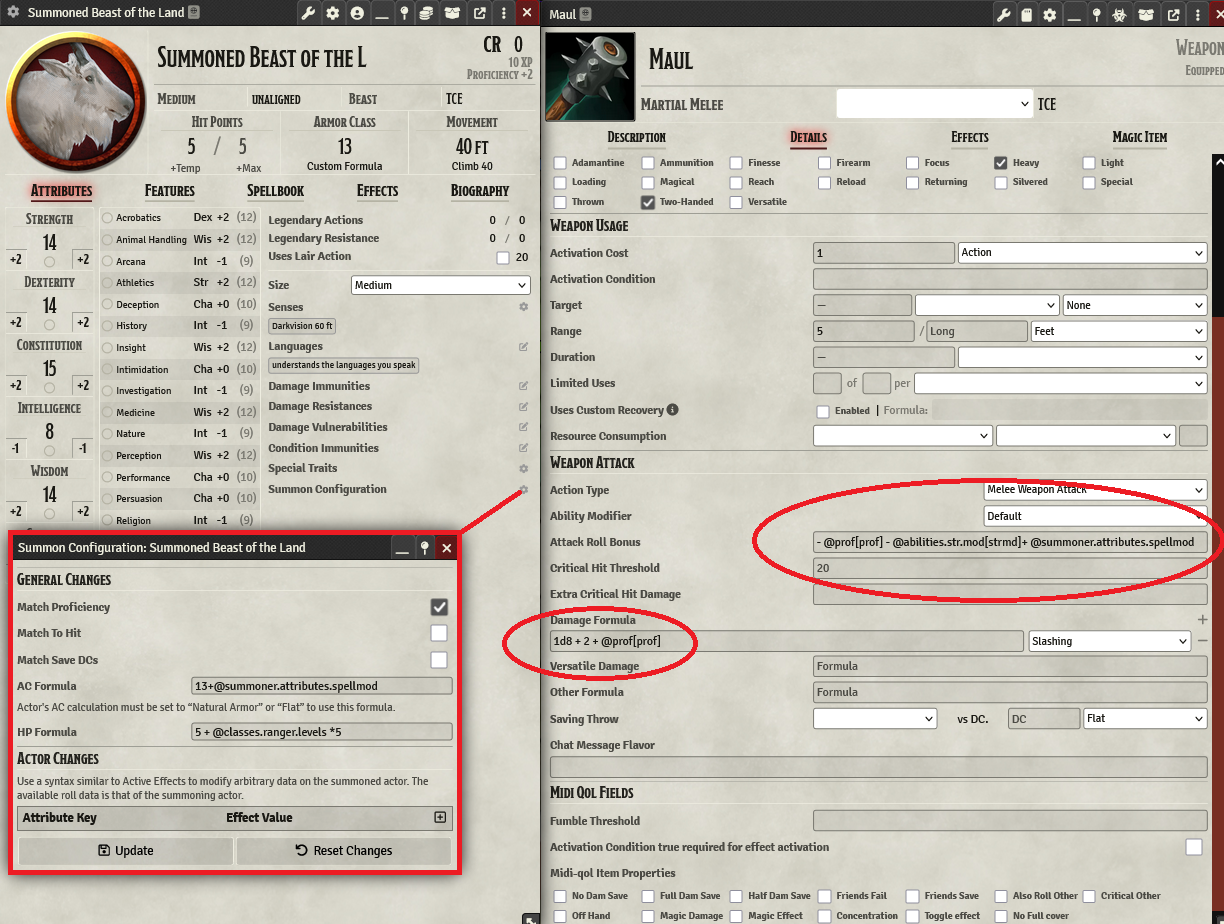 Summoned Beast of the Land
SUMMONED BEAST OF THE L
CR 0
10 XP
PROFICIENCY +2
MEDIUM UNALIGNED BEAST TCE
HIT POINTS ARMOR CLASS MOVEMENT
5 / 5 13 40 FT
+Temp +Max Custom Formula Climb 40
ATTRIBUTES FEATURES SPELLBOOK EFFECTS BIOGRAPHY
STRENGTH
14
+2 +2
DEXTERITY
14
+2 +2
CONSTITUTION
15
+2 +2
INTELLIGENCE
8
-1 -1
WISDOM
14
+2 +2
Acrobatics Dex +2 (12)
Animal Handling Wis +2 (12)
Arcana Int -1 (9)
Athletics Str +2 (12)
Deception Cha +0 (10)
History Int -1 (9)
Insight Wis +2 (12)
Intimidation Cha +0 (10)
Investigation Int -1 (9)
Medicine Wis +2 (12)
Nature Int -1 (9)
Perception Wis +2 (12)
Performance Cha +0 (10)
Persuasion Cha +0 (10)
Religion Int -1 (9)
Legendary Actions 0 / 0
Legendary Resistance 0 / 0
Uses Lair Action 20
Size Medium
Senses
Darkvision 60 ft
Languages
understands the languages you speak
Damage Immunities
Damage Resistances
Damage Vulnerabilities
Condition Immunities
Special Traits
Summon Configuration
Summon Configuration: Summoned Beast of the Land
GENERAL CHANGES
Match Proficiency
Match To Hit
Match Save DCs
AC Formula 13+@summoner.attributes.spellmod
Actor's AC calculation must be set to “Natural Armor” or “Flat” to use this formula.
HP Formula 5 + @classes.ranger.levels *5
ACTOR CHANGES
Use a syntax similar to Active Effects to modify arbitrary data on the summoned actor. The
available roll data is that of the summoning actor.
Attribute Key Effect Value
Update Reset Changes
Maul
MAUL
WEAPON
EQUIPPED
MARTIAL MELEE TCE
DESCRIPTION DETAILS EFFECTS MAGIC ITEM
Adamantine Ammunition Finesse Firearm Focus Heavy Light
Loading Magical Reach Reload Returning Silvered Special
Thrown Two-Handed Versatile
WEAPON USAGE
Activation Cost 1 Action
Activation Condition
Target — None
Range 5 / Long Feet
Duration —
Limited Uses of per
Uses Custom Recovery Enabled | Formula:
Resource Consumption
WEAPON ATTACK
Action Type Melee Weapon Attack
Ability Modifier Default
Attack Roll Bonus - @prof[prof] - @abilities.str.mod[strmd]+ @summoner.attributes.spellmod
Critical Hit Threshold 20
Extra Critical Hit Damage
Damage Formula
1d8 + 2 + @prof[prof] Slashing
Versatile Damage Formula
Other Formula Formula
Saving Throw vs DC. DC Flat
Chat Message Flavor
MIDI QOL FIELDS
Fumble Threshold
Activation Condition true required for effect activation
Midi-qol Item Properties
No Dam Save Full Dam Save Half Dam Save Friends Fail Friends Save Also Roll Other Critical Other
Off Hand Magic Damage Magic Effect Concentration Toggle effect No Full cover